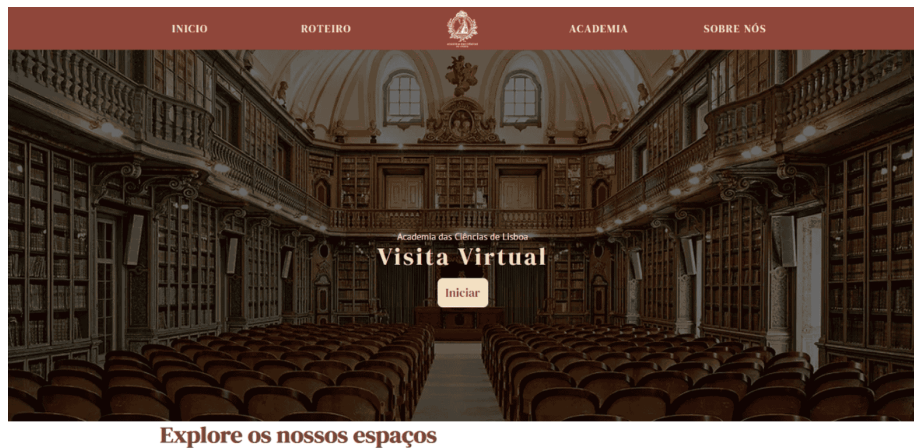 INICIO
ROTEIRO
ACADEMIA
SOBRE NÓS
Academia das Ciências de Lisboa
Visita Virtual
Iniciar
Explore os nossos espaços